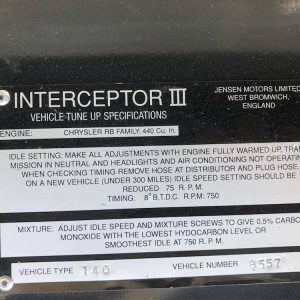 INTERCEPTOR III
VEHICLE TUNE UP SPECIFICATIONS
JENSEN MOTORS LIMITED
WEST BROMWICH,
ENGLAND
ENGINE: CHRYSLER RB FAMILY 440 Cu. In.
IDLE SETTING: MAKE ALL ADJUSTMENTS WITH ENGINE FULLY WARMED UP, TRAN
MISSION IN NEUTRAL AND HEADLIGHTS AND AIR CONDITIONING NOT OPERATIN
WHEN CHECKING TIMING REMOVE HOSE AT DISTRIBUTOR AND PLUG HOSE.
ON A NEW VEHICLE (UNDER 300 MILES) IDLE SPEED SETTING SHOULD BE
REDUCED 75 R.P.M.
TIMING: 8° B.T.D.C. R.P.M: 750
MIXTURE: ADJUST IDLE SPEED AND MIXTURE SCREWS TO GIVE 0.5% CARBO
MONOXIDE WITH THE LOWEST HYDROCARBON LEVEL OR
SMOOTHEST IDLE AT 750 R.P.M.
VEHICLE TYPE 140 VEHICLE NUMBER